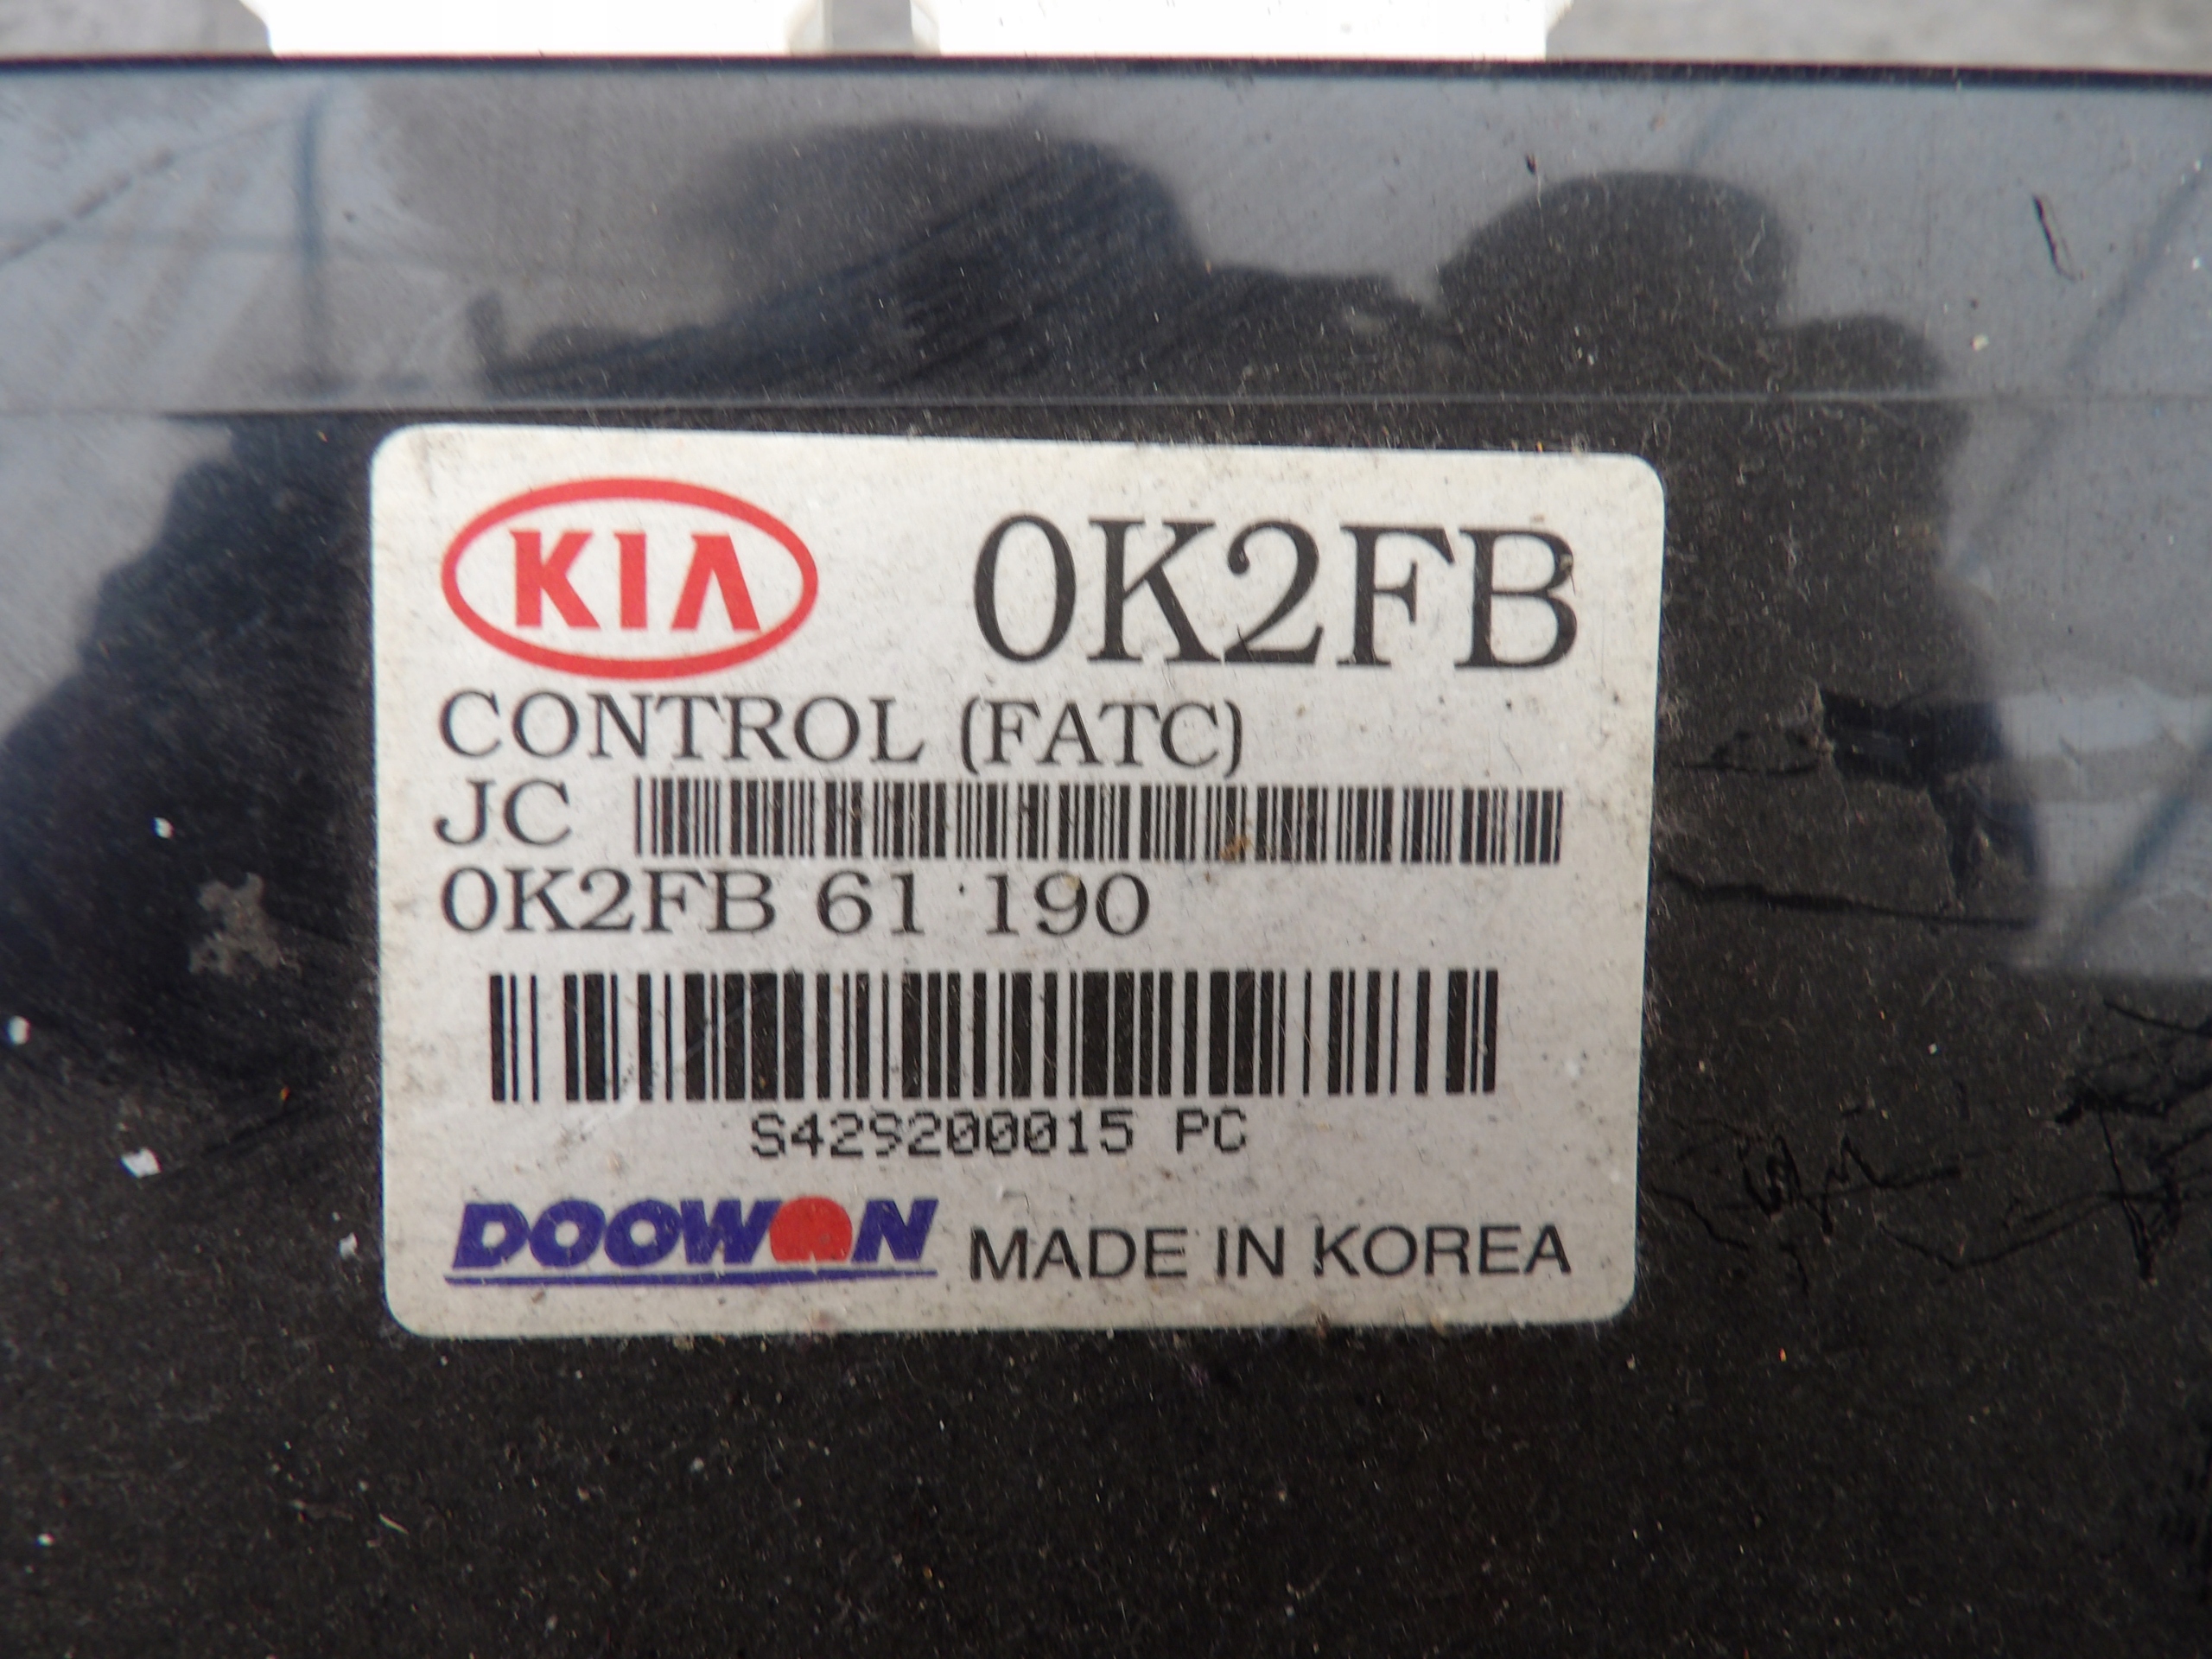 KIA 0K2FB
CONTROL (FATC)
JC
0K2FB 61 190
S429200015 PC
DOOWON MADE IN KOREA